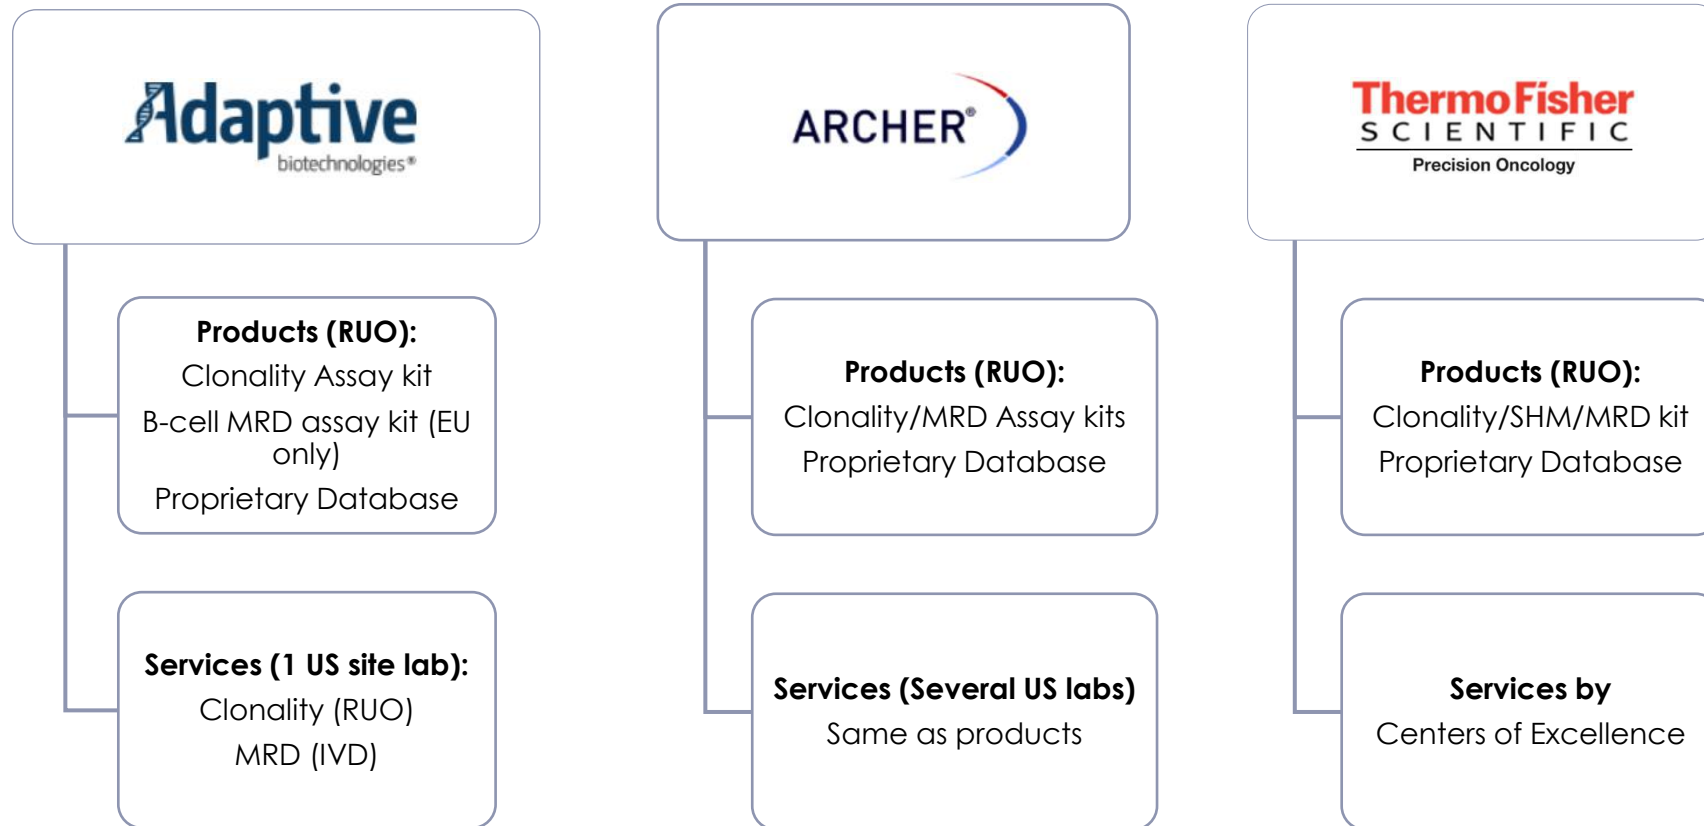 Adaptive
biotechnologies®
Products (RUO):
Clonality Assay kit
B-cell MRD assay kit (EU
only)
Proprietary Database
Services (1 US site lab):
Clonality (RUO)
MRD (IVD)
ARCHER®
Products (RUO):
Clonality/MRD Assay kits
Proprietary Database
Services (Several US labs)
Same as products
ThermoFisher
SCIENTIFIC
Precision Oncology
Products (RUO):
Clonality/SHM/MRD kit
Proprietary Database
Services by
Centers of Excellence